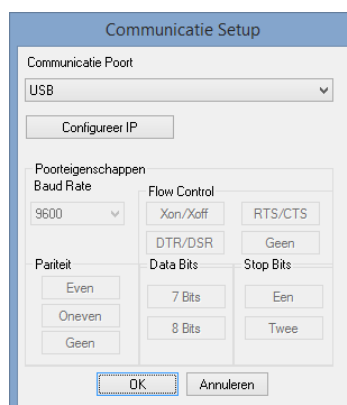 Communicatie Setup
Communicatie Poort
USB
Configureer IP
Poorteigenschappen
Baud Rate
9600
Flow Control
Xon/Xoff
RTS/CTS
DTR/DSR
Geen
Pariteit
Even
Oneven
Geen
Data Bits
7 Bits
8 Bits
Stop Bits
Een
Twee
OK
Annuleren